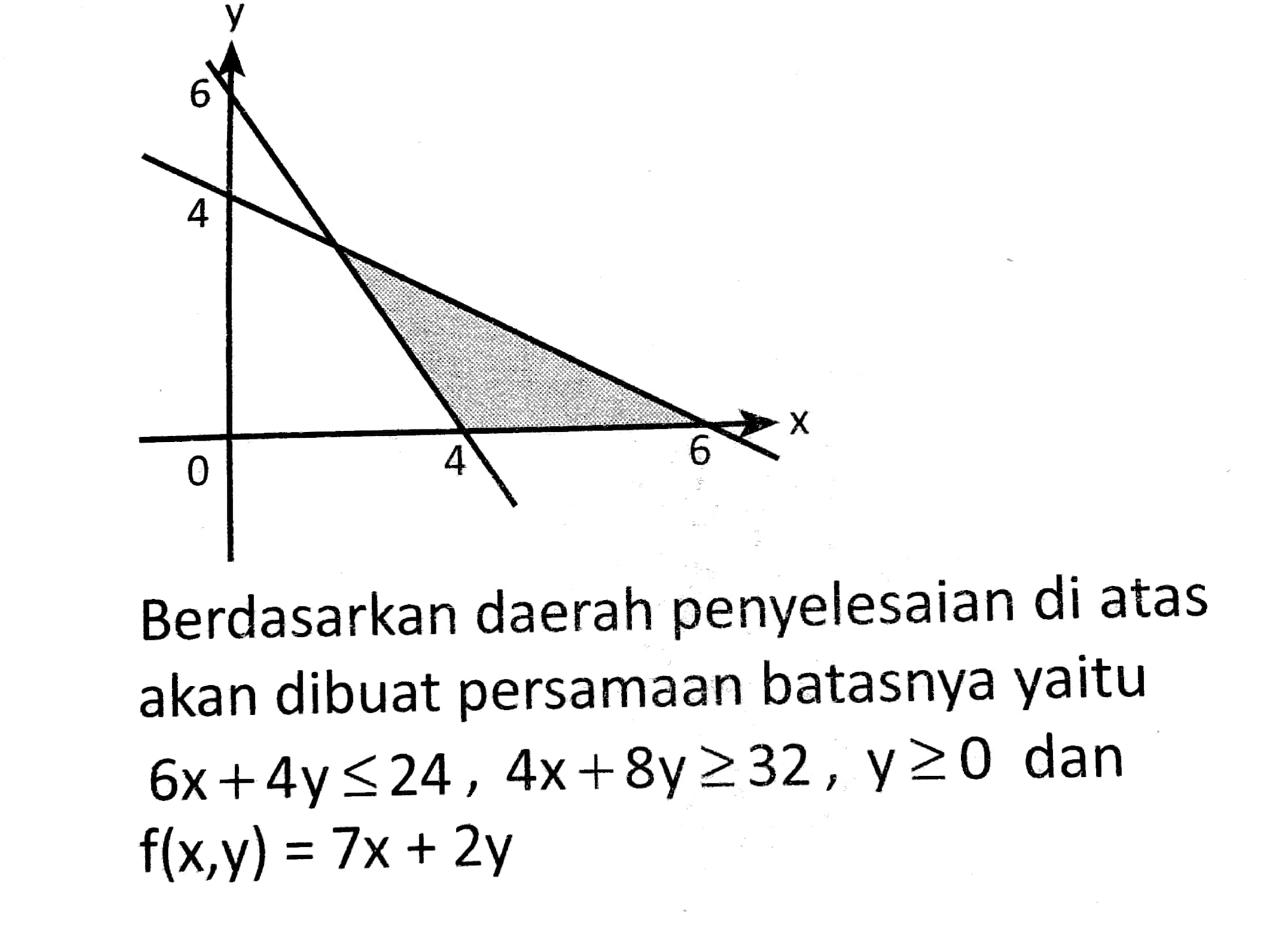 y
6
4
x
0
4
6
Berdasarkan daerah penyelesaian di atas
akan dibuat persamaan batasnya yaitu
6x+4y≤24, 4x+8y≥32, y≥0 dan
f(x,y) = 7x + 2y